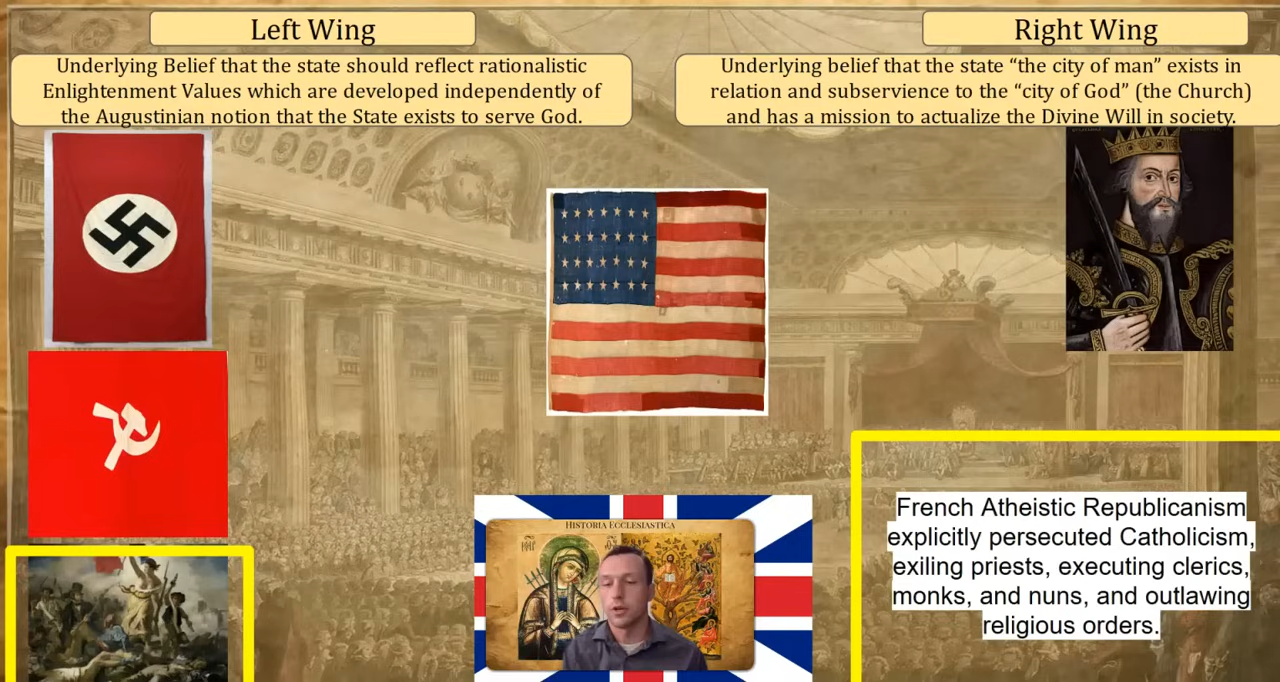 Left Wing
Underlying Belief that the state should reflect rationalistic
Enlightenment Values which are developed independently of
the Augustinian notion that the State exists to serve God.
Right Wing
Underlying belief that the state “the city of man” exists in
relation and subservience to the “city of God” (the Church)
and has a mission to actualize the Divine Will in society.
Historia Ecclesiastica
French Atheistic Republicanism
explicitly persecuted Catholicism,
exiling priests, executing clerics,
monks, and nuns, and outlawing
religious orders.